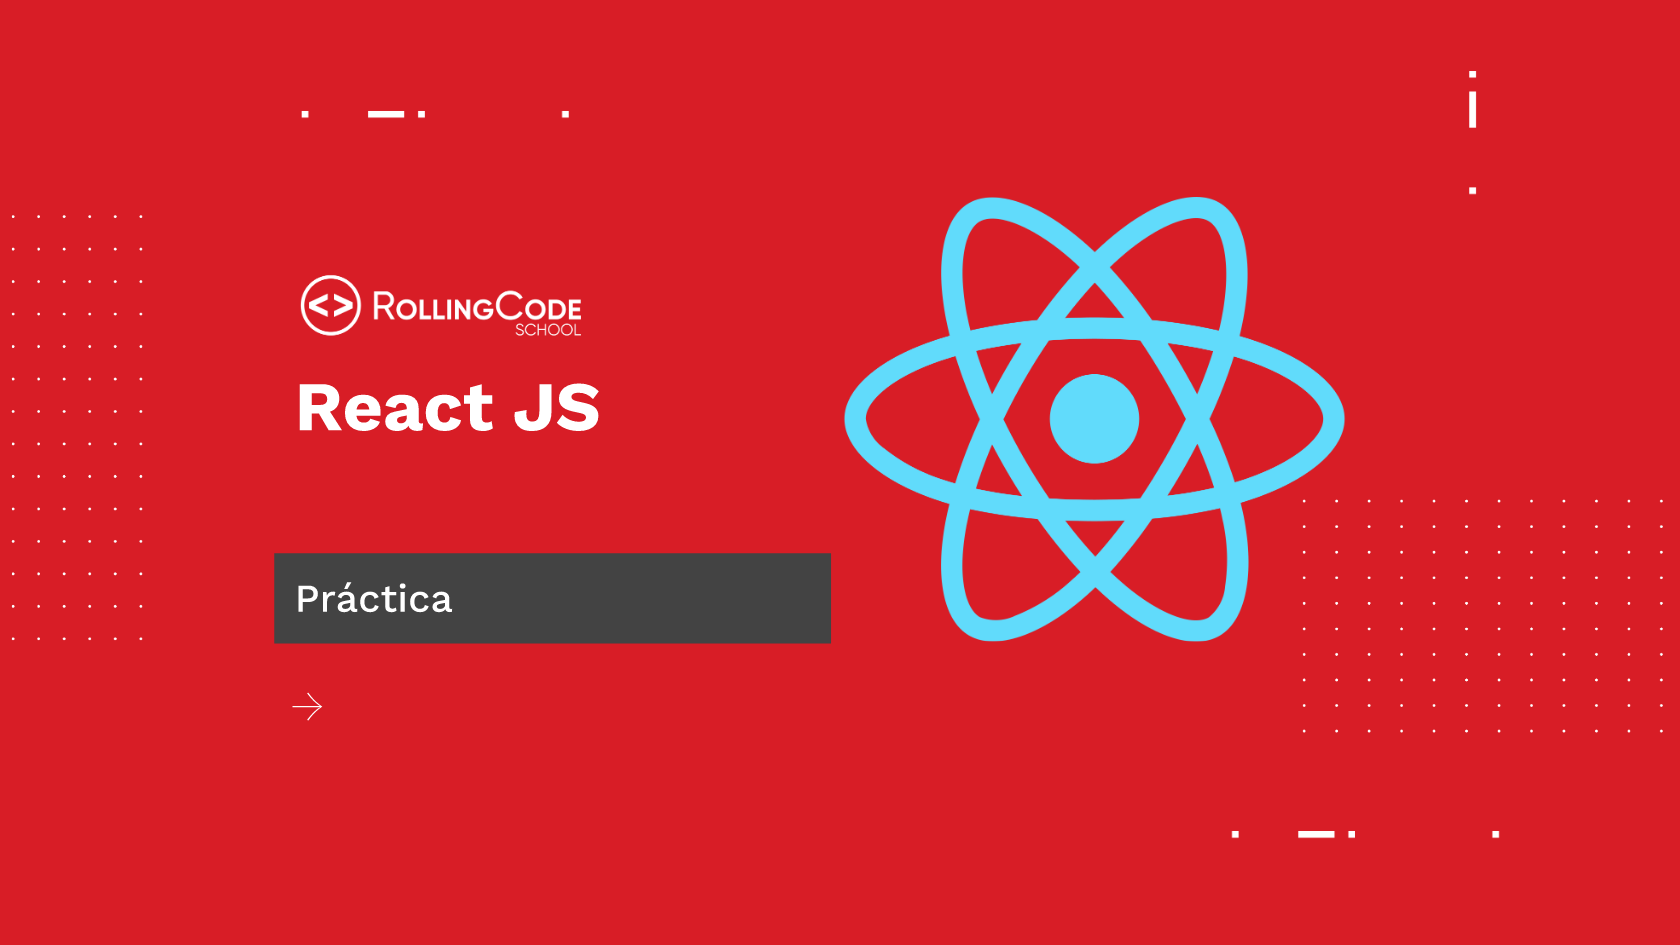 <> ROLLINGCODE
SCHOOL
React JS
Práctica